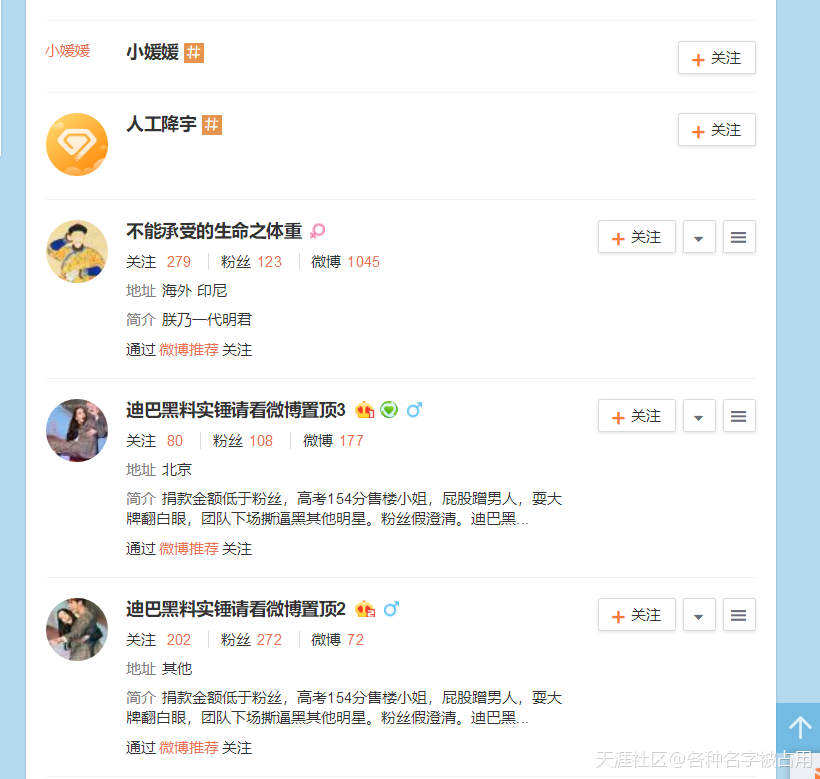 小媛媛 小媛媛 # + 关注
人工降宇 # + 关注
不能承受的生命之体重 + 关注
关注 279 粉丝 123 微博 1045
地址 海外 印尼
简介 朕乃一代明君
通过 微博推荐 关注
迪巴黑料实锤请看微博置顶3 + 关注
关注 80 粉丝 108 微博 177
地址 北京
简介 捐款金额低于粉丝，高考154分售楼小姐，屁股蹭男人，耍大
牌翻白眼，团队下场撕逼黑其他明星。粉丝假澄清。迪巴黑...
通过 微博推荐 关注
迪巴黑料实锤请看微博置顶2 + 关注
关注 202 粉丝 272 微博 72
地址 其他
简介 捐款金额低于粉丝，高考154分售楼小姐，屁股蹭男人，耍大
牌翻白眼，团队下场撕逼黑其他明星。粉丝假澄清。迪巴黑...
通过 微博推荐 关注
天涯社区@各种名字被占用